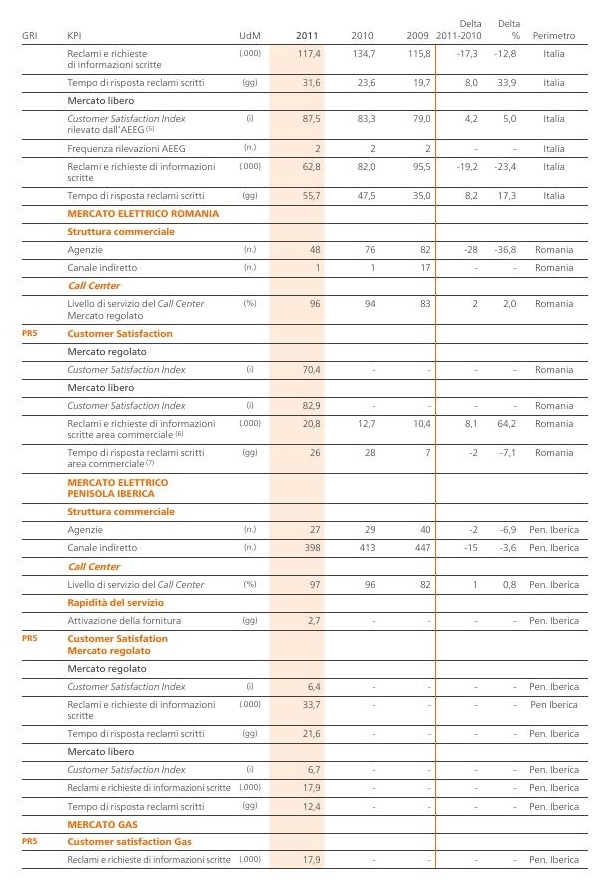 Delta Delta
GRI KPI UdM 2011 2010 2009 2011-2010 % Perimetro
Reclami e richieste (.000) 117,4 134,7 115,8 -17,3 -12,8 Italia
di informazioni scritte
Tempo di risposta reclami scritti (gg) 31,6 23,6 19,7 8,0 33,9 Italia
Mercato libero
Customer Satisfaction Index (i) 87,5 83,3 79,0 4,2 5,0 Italia
rilevato dall'AEEG (5)
Frequenza rilevazioni AEEG (n.) 2 2 2 - - Italia
Reclami e richieste di informazioni (.000) 62,8 82,0 95,5 -19,2 -23,4 Italia
scritte
Tempo di risposta reclami scritti (gg) 55,7 47,5 35,0 8,2 17,3 Italia
MERCATO ELETTRICO ROMANIA
Struttura commerciale
Agenzie (n.) 48 76 82 -28 -36,8 Romania
Canale indiretto (n.) 1 1 17 - - Romania
Call Center
Livello di servizio del Call Center (%) 96 94 83 2 2,0 Romania
Mercato regolato
PR5 Customer Satisfaction
Mercato regolato
Customer Satisfaction Index (i) 70,4 - - - - Romania
Mercato libero
Customer Satisfaction Index (i) 82,9 - - - - Romania
Reclami e richieste di informazioni (.000) 20,8 12,7 10,4 8,1 64,2 Romania
scritte area commerciale (6)
Tempo di risposta reclami scritti (gg) 26 28 7 -2 -7,1 Romania
area commerciale (7)
MERCATO ELETTRICO
PENISOLA IBERICA
Struttura commerciale
Agenzie (n.) 27 29 40 -2 -6,9 Pen. Iberica
Canale indiretto (n.) 398 413 447 -15 -3,6 Pen. Iberica
Call Center
Livello di servizio del Call Center (%) 97 96 82 1 0,8 Pen. Iberica
Rapidità del servizio
Attivazione della fornitura (gg) 2,7 - - - - Pen. Iberica
PR5 Customer Satisfation
Mercato regolato
Mercato regolato
Customer Satisfaction Index (i) 6,4 - - - - Pen. Iberica
Reclami e richieste di informazioni (.000) 33,7 - - - - Pen Iberica
scritte
Tempo di risposta reclami scritti (gg) 21,6 - - - - Pen. Iberica
Mercato libero
Customer Satisfaction Index (i) 6,7 - - - - Pen. Iberica
Reclami e richieste di informazioni scritte (.000) 17,9 - - - - Pen. Iberica
Tempo di risposta reclami scritti (gg) 12,4 - - - - Pen. Iberica
MERCATO GAS
PR5 Customer satisfaction Gas
Reclami e richieste di informazioni scritte (.000) 17,9 - - - - Pen. Iberica